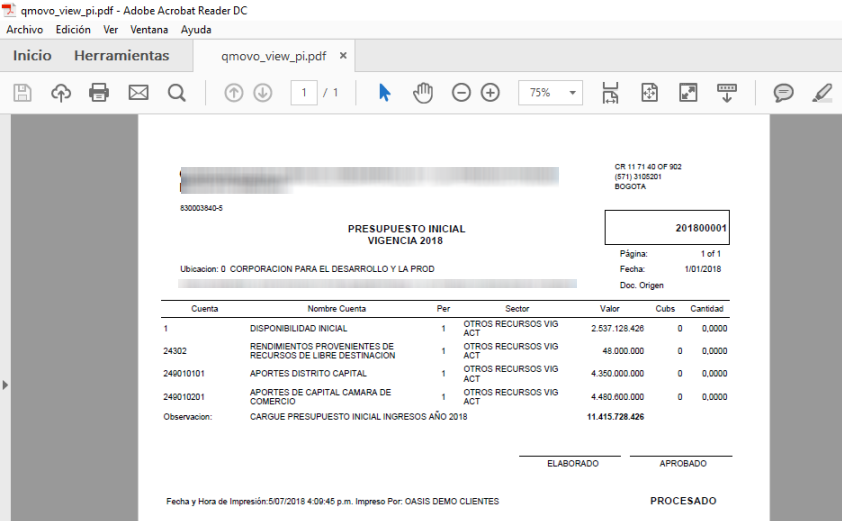 qmovo_view_pi.pdf - Adobe Acrobat Reader DC
Archivo Edición Ver Ventana Ayuda
Inicio Herramientas qmovo_view_pi.pdf ×
1 / 1 75%
CR 11 71 40 OF 902
(571) 3105201
BOGOTA
830003840-5
PRESUPUESTO INICIAL
VIGENCIA 2018
201800001
Página: 1 of 1
Ubicacion: 0 CORPORACION PARA EL DESARROLLO Y LA PROD
Fecha: 1/01/2018
Doc. Origen
Cuenta Nombre Cuenta Per Sector Valor Cubs Cantidad
1 DISPONIBILIDAD INICIAL 1 OTROS RECURSOS VIG ACT 2.537.128.426 0 0,0000
24302 RENDIMIENTOS PROVENIENTES DE RECURSOS DE LIBRE DESTINACION 1 OTROS RECURSOS VIG ACT 48.000.000 0 0,0000
249010101 APORTES DISTRITO CAPITAL 1 OTROS RECURSOS VIG ACT 4.350.000.000 0 0,0000
249010201 APORTES DE CAPITAL CAMARA DE COMERCIO 1 OTROS RECURSOS VIG ACT 4.480.600.000 0 0,0000
Observacion: CARGUE PRESUPUESTO INICIAL INGRESOS AÑO 2018 11.415.728.426
ELABORADO APROBADO
Fecha y Hora de Impresión:5/07/2018 4:09:45 p.m. Impreso Por: OASIS DEMO CLIENTES PROCESADO